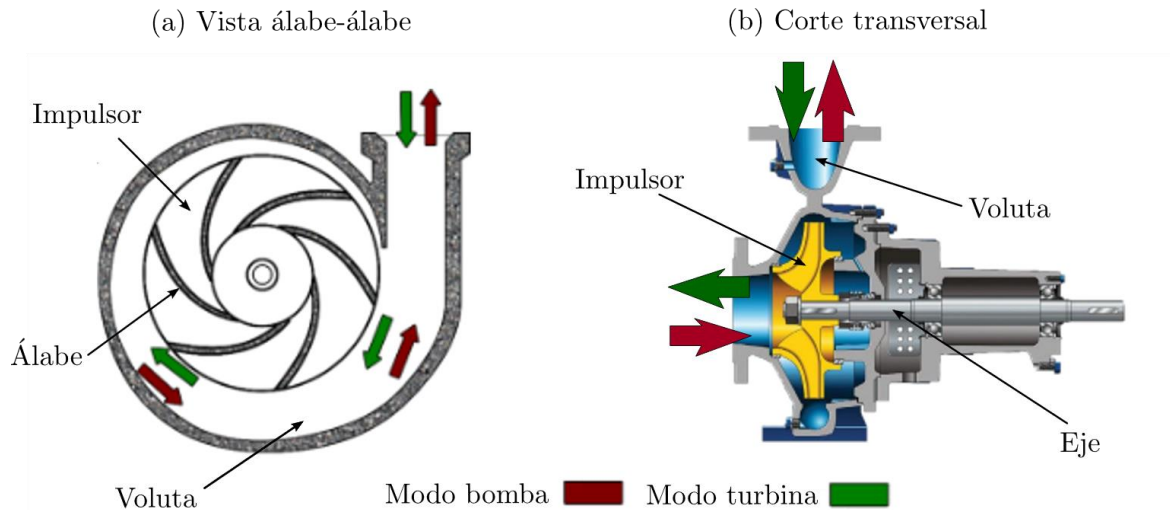 (a) Vista álabe-álabe
Impulsor
Álabe
Voluta
(b) Corte transversal
Impulsor
Voluta
Eje
Modo bomba
Modo turbina